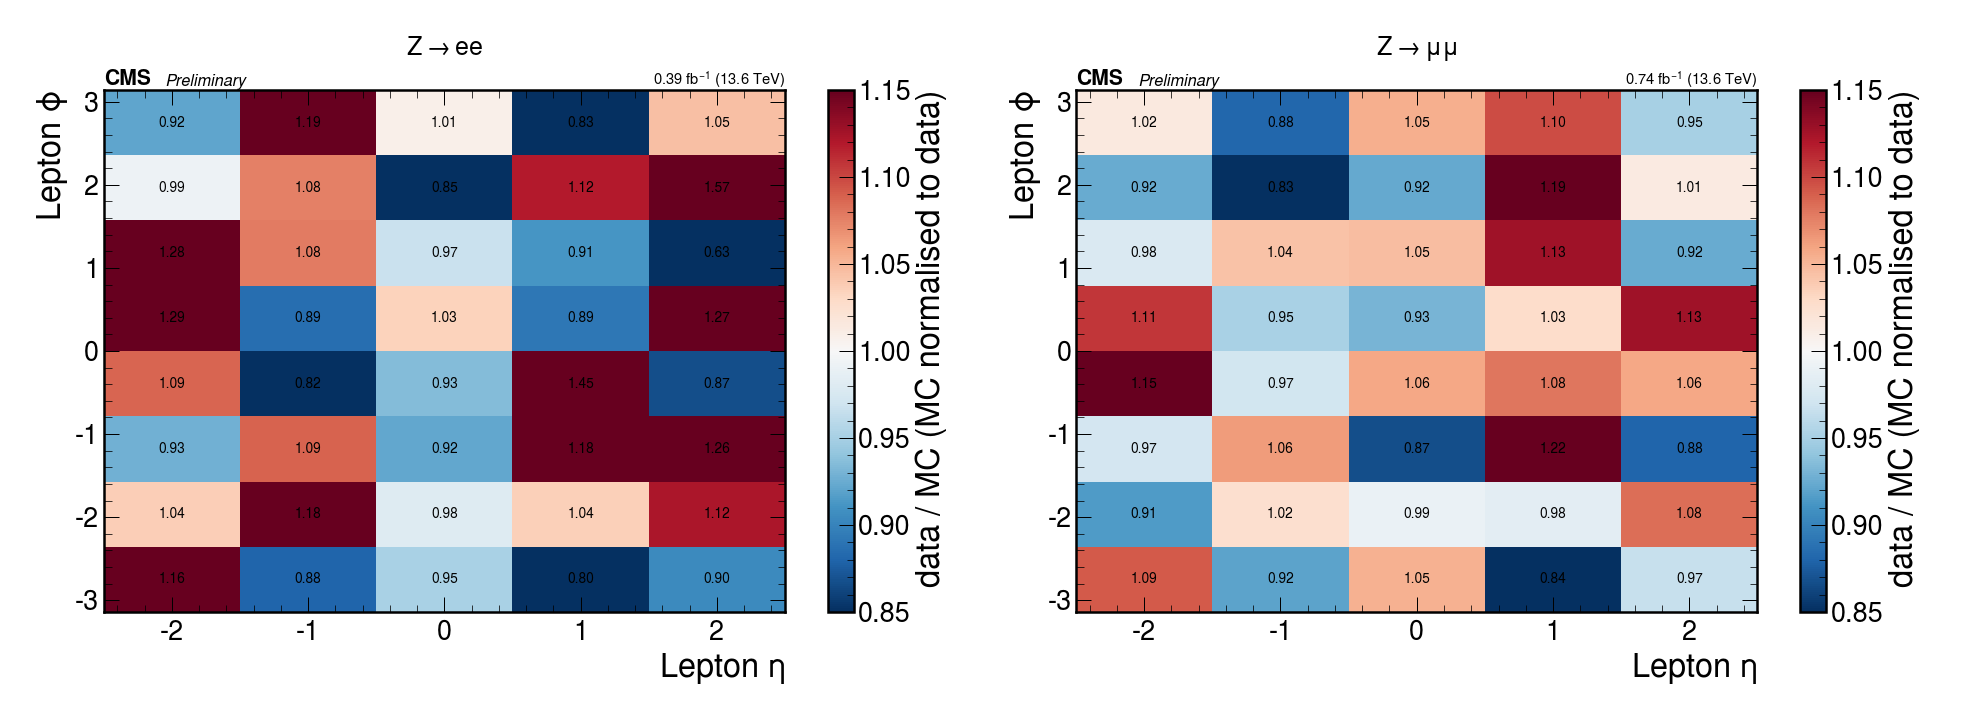 Z → ee
CMS Preliminary 0.39 fb⁻¹ (13.6 TeV)
Lepton ϕ
3
2
1
0
-1
-2
-3
0.92 1.19 1.01 0.83 1.05
0.99 1.08 0.85 1.12 1.57
1.28 1.08 0.97 0.91 0.63
1.29 0.89 1.03 0.89 1.27
1.09 0.82 0.93 1.45 0.87
0.93 1.09 0.92 1.18 1.26
1.04 1.18 0.98 1.04 1.12
1.16 0.88 0.95 0.80 0.90
-2 -1 0 1 2
Lepton η
1.15
1.10
1.05
1.00
0.95
0.90
0.85
data / MC (MC normalised to data)
Z → μμ
CMS Preliminary 0.74 fb⁻¹ (13.6 TeV)
Lepton ϕ
3
2
1
0
-1
-2
-3
1.02 0.88 1.05 1.10 0.95
0.92 0.83 0.92 1.19 1.01
0.98 1.04 1.05 1.13 0.92
1.11 0.95 0.93 1.03 1.13
1.15 0.97 1.06 1.08 1.06
0.97 1.06 0.87 1.22 0.88
0.91 1.02 0.99 0.98 1.08
1.09 0.92 1.05 0.84 0.97
-2 -1 0 1 2
Lepton η
1.15
1.10
1.05
1.00
0.95
0.90
0.85
data / MC (MC normalised to data)